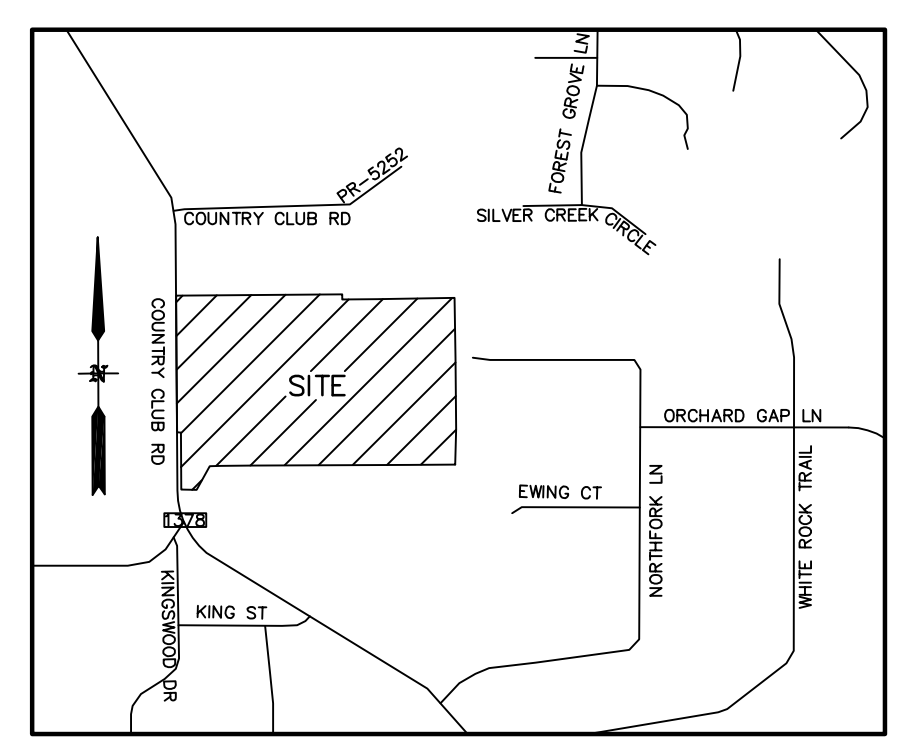 FOREST GROVE LN
PR-5252
COUNTRY CLUB RD
SILVER CREEK CIRCLE
COUNTRY CLUB RD
N
SITE
ORCHARD GAP LN
EWING CT
NORTHFORK LN
WHITE ROCK TRAIL
1378
KINGSWOOD DR
KING ST